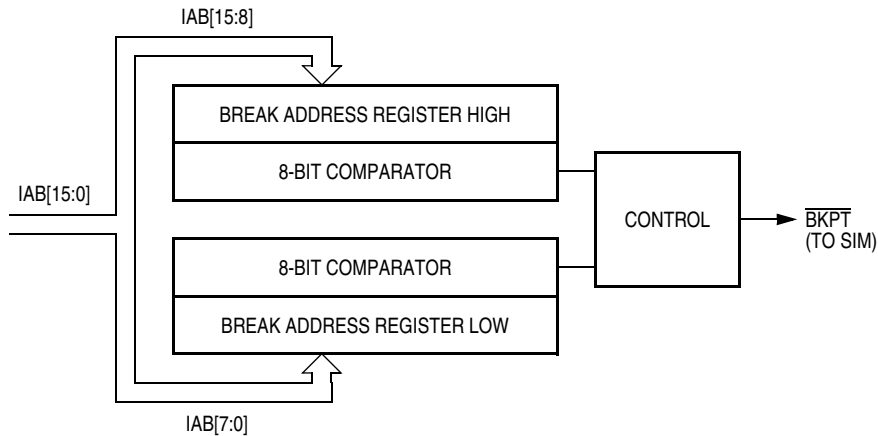 IAB[15:8]
BREAK ADDRESS REGISTER HIGH
8-BIT COMPARATOR
IAB[15:0]
CONTROL
BKPT
(TO SIM)
8-BIT COMPARATOR
BREAK ADDRESS REGISTER LOW
IAB[7:0]